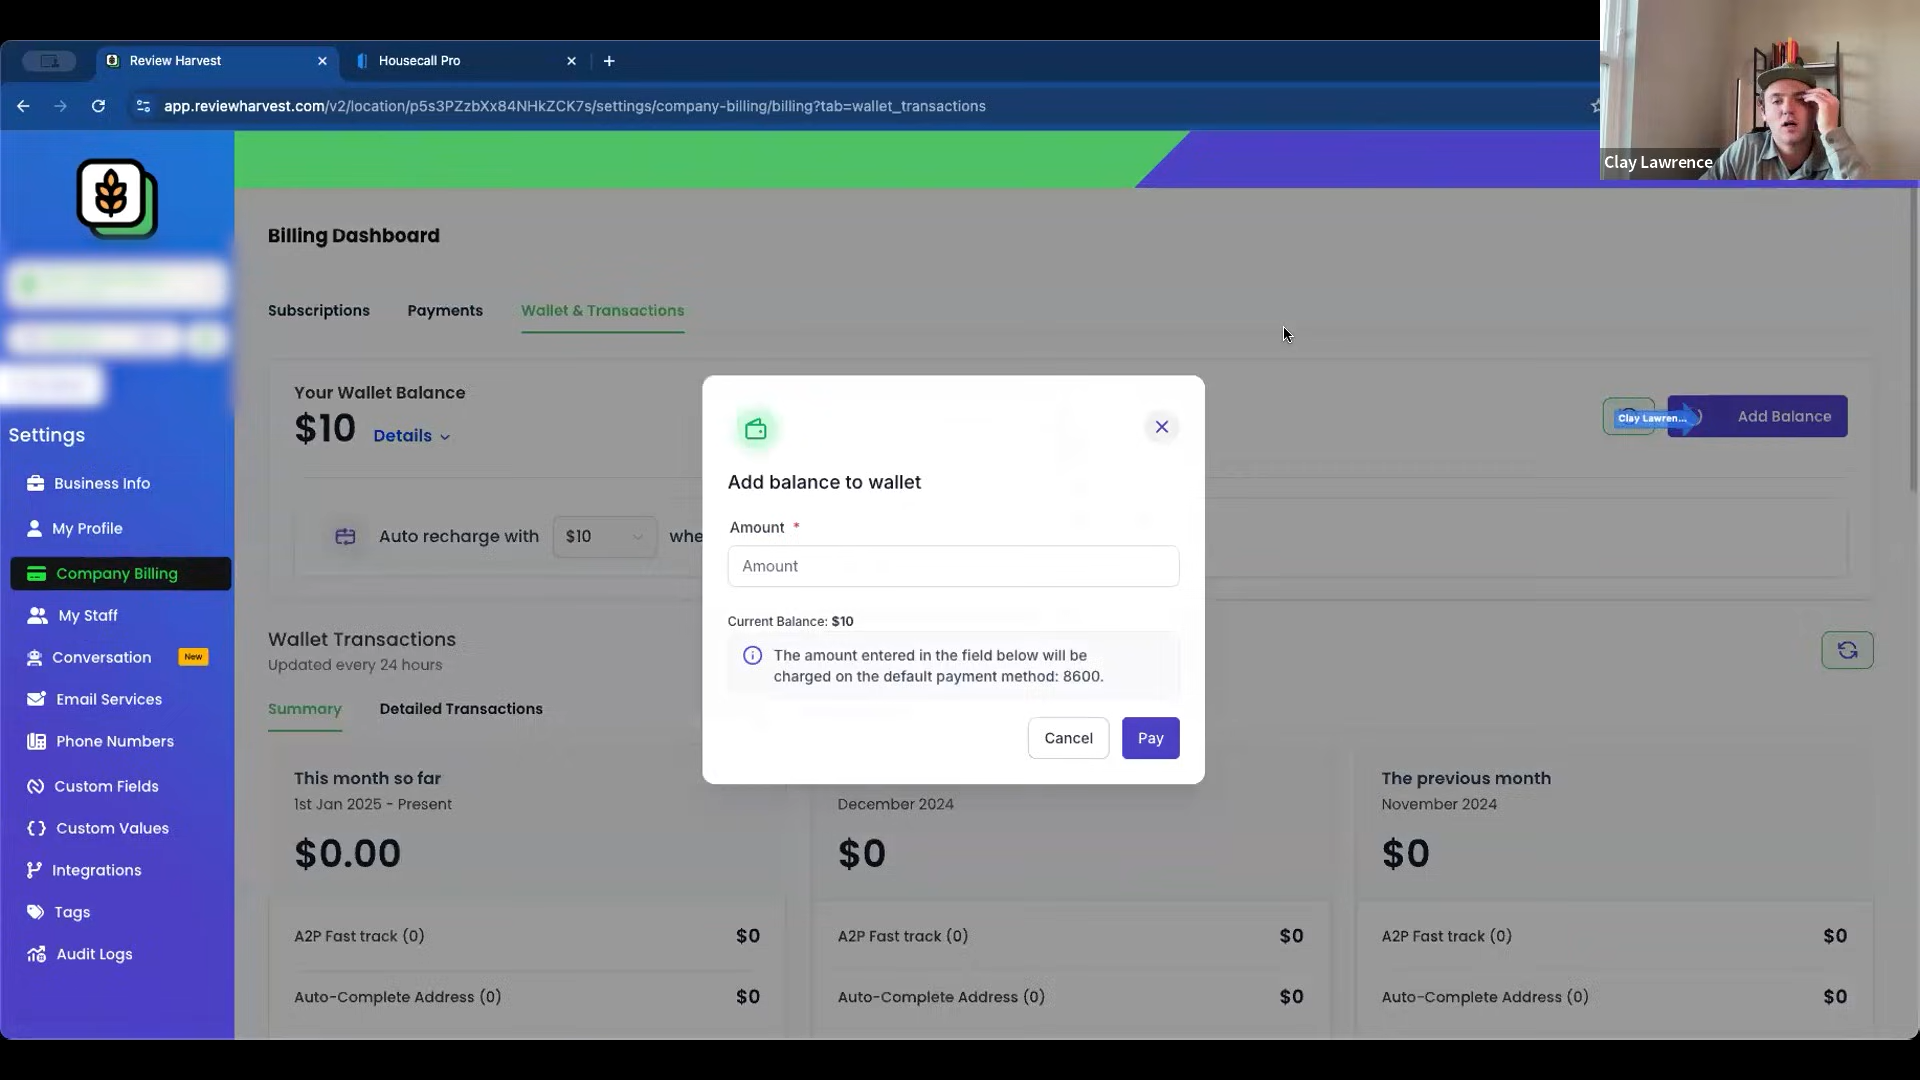 Review Harvest
Housecall Pro
app.reviewharvest.com/v2/location/p5s3PZzbXx84NHkZCK7s/settings/company-billing/billing?tab=wallet_transactions
Clay Lawrence
Billing Dashboard
Subscriptions
Payments
Wallet & Transactions
Your Wallet Balance
$10
Details
Clay Lawren...
Add Balance
Auto recharge with
$10
whe
Add balance to wallet
Amount *
Amount
Current Balance: $10
The amount entered in the field below will be
charged on the default payment method: 8600.
Cancel
Pay
Settings
Business Info
My Profile
Company Billing
My Staff
Conversation
New
Email Services
Phone Numbers
Custom Fields
Custom Values
Integrations
Tags
Audit Logs
Wallet Transactions
Updated every 24 hours
Summary
Detailed Transactions
This month so far
1st Jan 2025 - Present
$0.00
A2P Fast track (0)
$0
Auto-Complete Address (0)
$0
December 2024
$0
A2P Fast track (0)
$0
Auto-Complete Address (0)
$0
The previous month
November 2024
$0
A2P Fast track (0)
$0
Auto-Complete Address (0)
$0